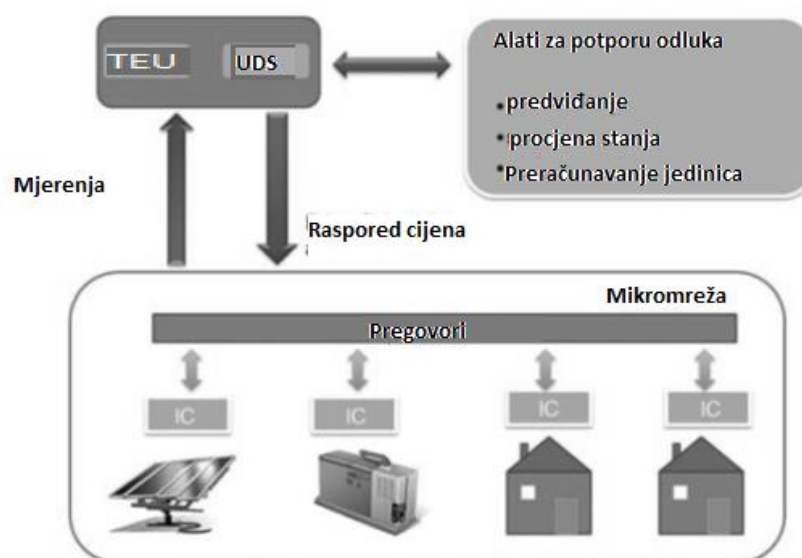 TEU
UDS
Alati za potporu odluka
• predviđanje
• procjena stanja
• Preračunavanje jedinica
Mjerenja
Raspored cijena
Mikromreža
Pregovori
IC
IC
IC
IC